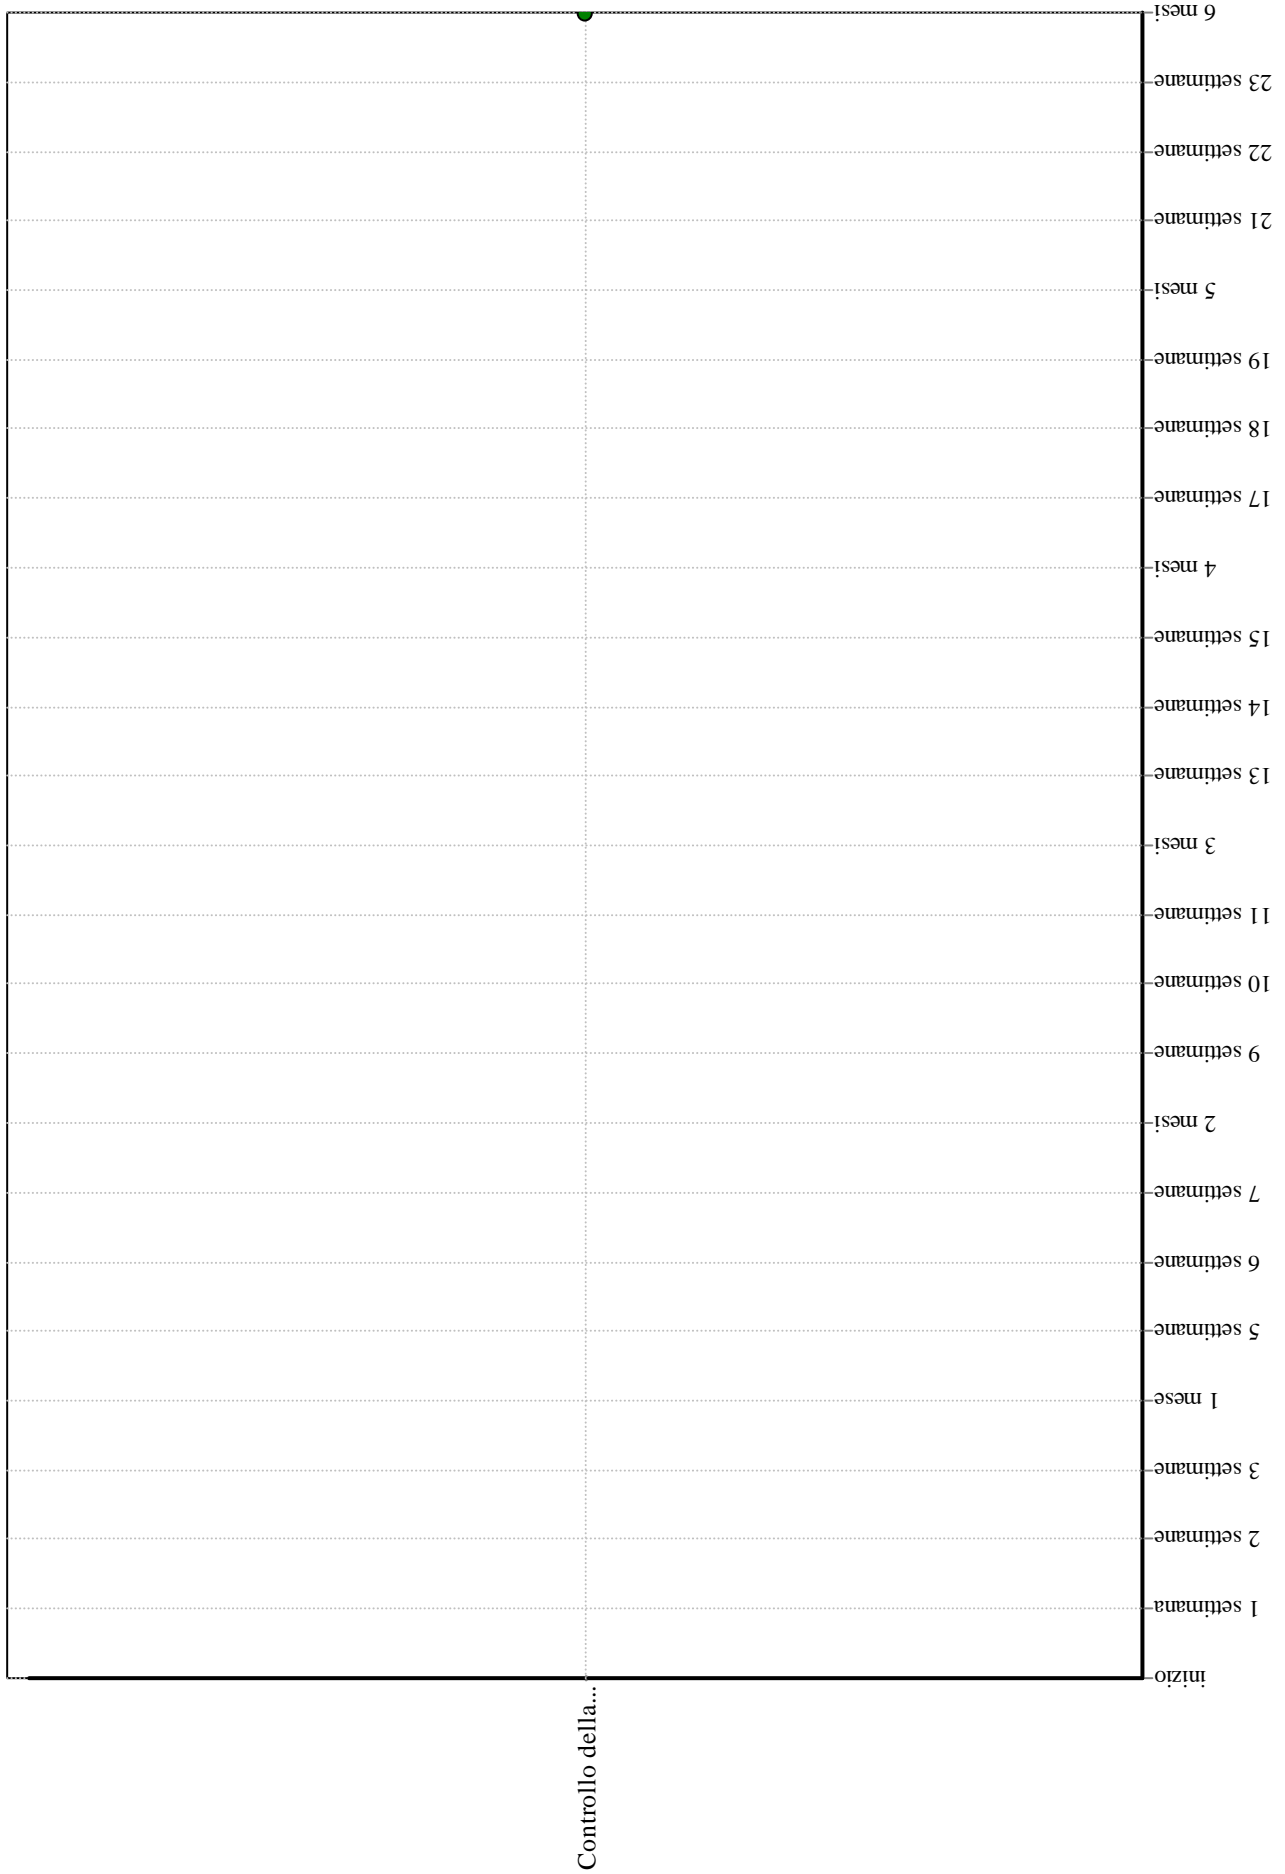 6 mesi
23 settimane
22 settimane
21 settimane
5 mesi
19 settimane
18 settimane
17 settimane
4 mesi
15 settimane
14 settimane
13 settimane
3 mesi
11 settimane
10 settimane
9 settimane
2 mesi
7 settimane
6 settimane
5 settimane
1 mese
3 settimane
2 settimane
1 settimana
inizio
Controllo della...